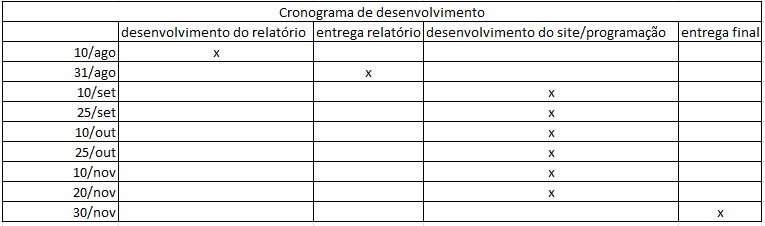 Cronograma de desenvolvimento
desenvolvimento do relatório entrega relatório desenvolvimento do site/programação entrega final
10/ago x
31/ago x
10/set x
25/set x
10/out x
25/out x
10/nov x
20/nov x
30/nov x